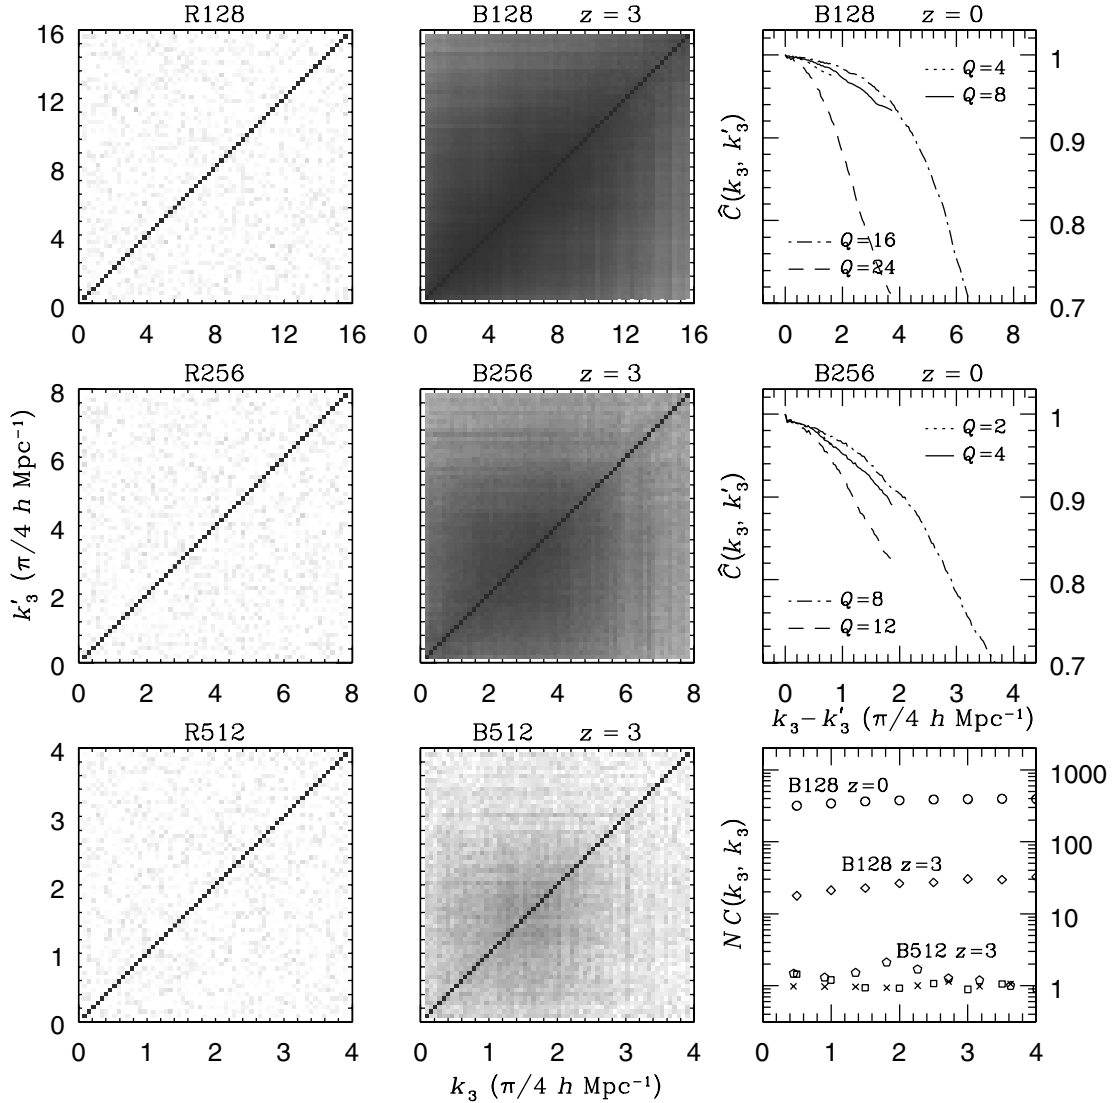 R128
B128 z = 3
B128 z = 0
16
12
8
4
0
0 4 8 12 16
0 4 8 12 16
Q=4
Q=8
Q=16
Q=24
1
0.9
0.8
0.7
0 2 4 6 8
Ĉ(k₃, k′₃)
R256
B256 z = 3
B256 z = 0
8
6
4
2
0
k′₃ (π/4 h Mpc⁻¹)
0 2 4 6 8
0 2 4 6 8
Q=2
Q=4
Q=8
Q=12
1
0.9
0.8
0.7
0 1 2 3 4
Ĉ(k₃, k′₃)
k₃−k′₃ (π/4 h Mpc⁻¹)
R512
B512 z = 3
4
3
2
1
0
0 1 2 3 4
0 1 2 3 4
k₃ (π/4 h Mpc⁻¹)
B128 z=0
B128 z=3
B512 z=3
1000
100
10
1
0 1 2 3 4
NC(k₃, k₃)